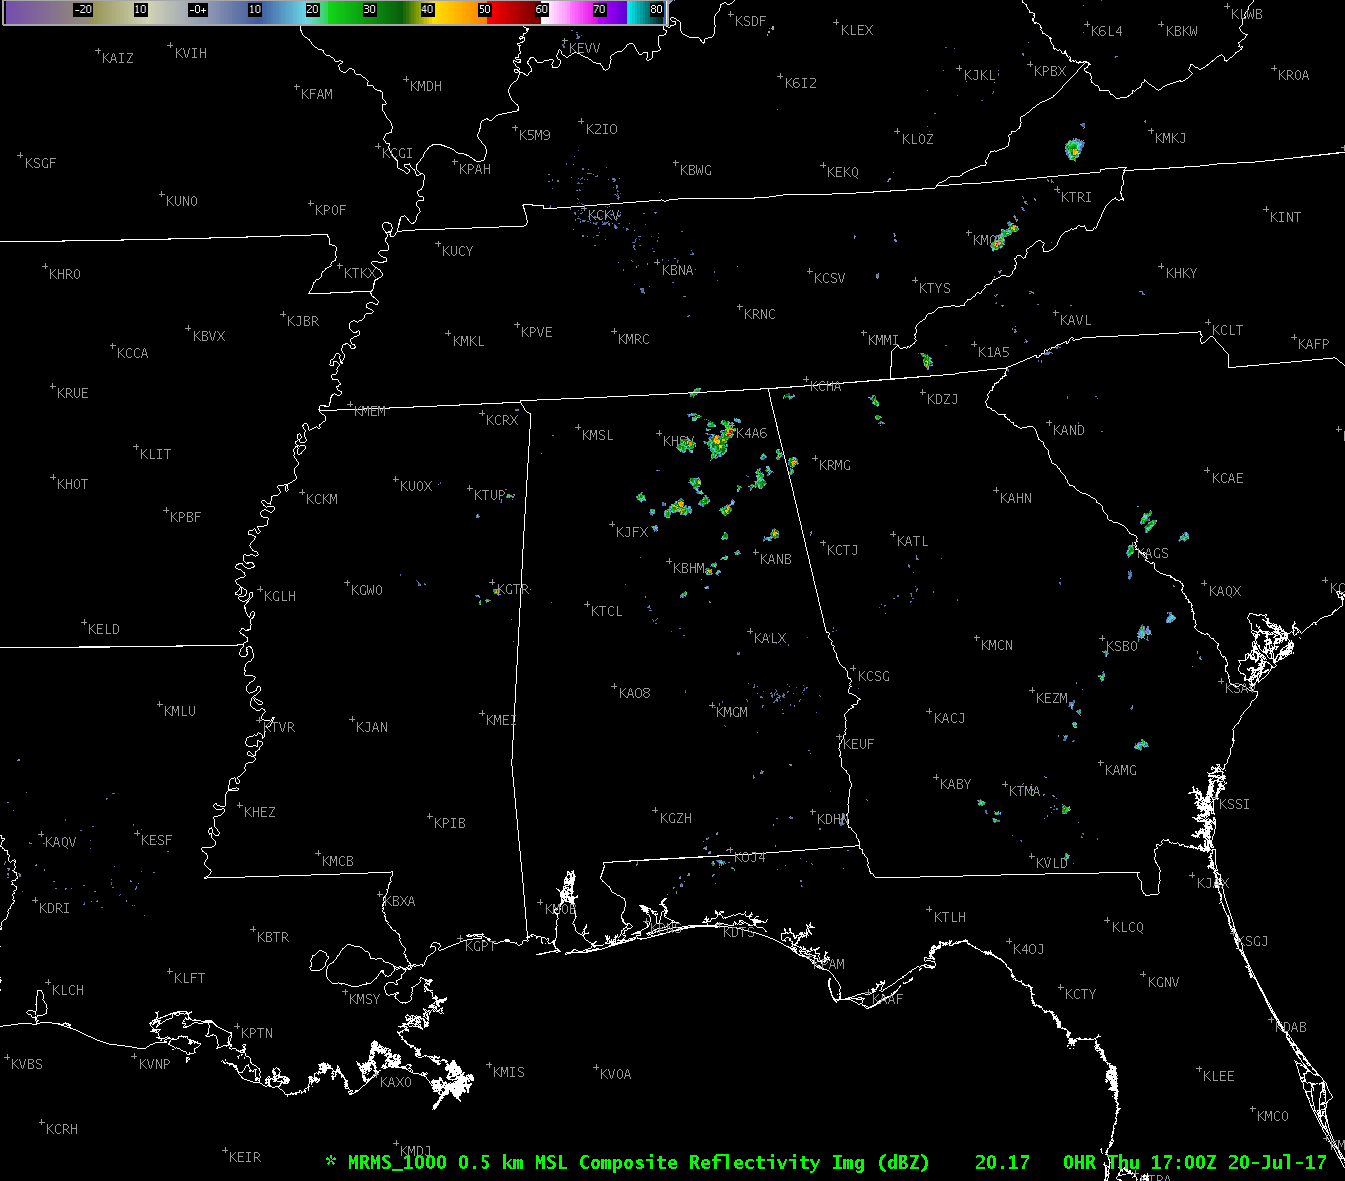 -20 10 -0+ 10 20 30 40 50 60 70 80
KSDF KLEX K6L4 KBKW KLWB
KAIZ KVIH KEVV
KFAM KMDH K6I2 KJKL KPBX KROA
KSGF KCGI K5M9 K2IO KLOZ KMKJ
KPAH KBWG KEKQ
KUNO KPOF KCKV KTRI KINT
KUCY
KHRO KTKX KBNA KCSV KTYS KHKY
KJBR KRNC KAVL
KCCA KBVX KMKL KPVE KMRC KMMI K1A5 KCLT KAFP
KRUE KMEM KCHA KDZJ
KCRX KMSL KHSV K4A6 KAND
KLIT KRMG
KHOT KCKM KUOX KTUP KAHN KCAE
KPBF KJFX KATL
KBHM KANB KCTJ KAGS
KGLH KGWO KGTR KTCL KAQX
KELD KALX KMCN KSBO
KAO8 KCSG KEZM
KMLU KTVR KJAN KMEI KMGM KACJ
KEUF KAMG
KHEZ KPIB KGZH KDHN KABY KTMA KSSI
KAQV KESF KMCB KOJ4 KVLD
KDRI KBXA KMOB KJAX
KBTR KGPT KDTS KTLH KLCQ
KLCH KLFT KMSY K4OJ KSGJ
KAAF KCTY KGNV
KPTN KDAB
KVBS KVNP KAXO KMIS KVOA KLEE
KCRH KMCO
KEIR KMDJ
* MRMS_1000 0.5 km MSL Composite Reflectivity Img (dBZ) 20.17 0HR Thu 17:00Z 20-Jul-17